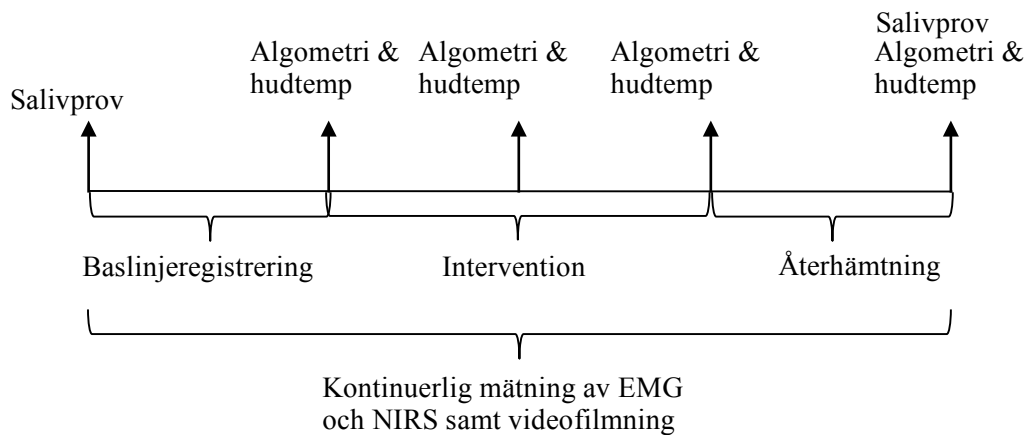 Salivprov
Algometri &
hudtemp
Algometri &
hudtemp
Algometri &
hudtemp
Salivprov
Algometri &
hudtemp
Baslinjeregistrering
Intervention
Återhämtning
Kontinuerlig mätning av EMG
och NIRS samt videofilmning